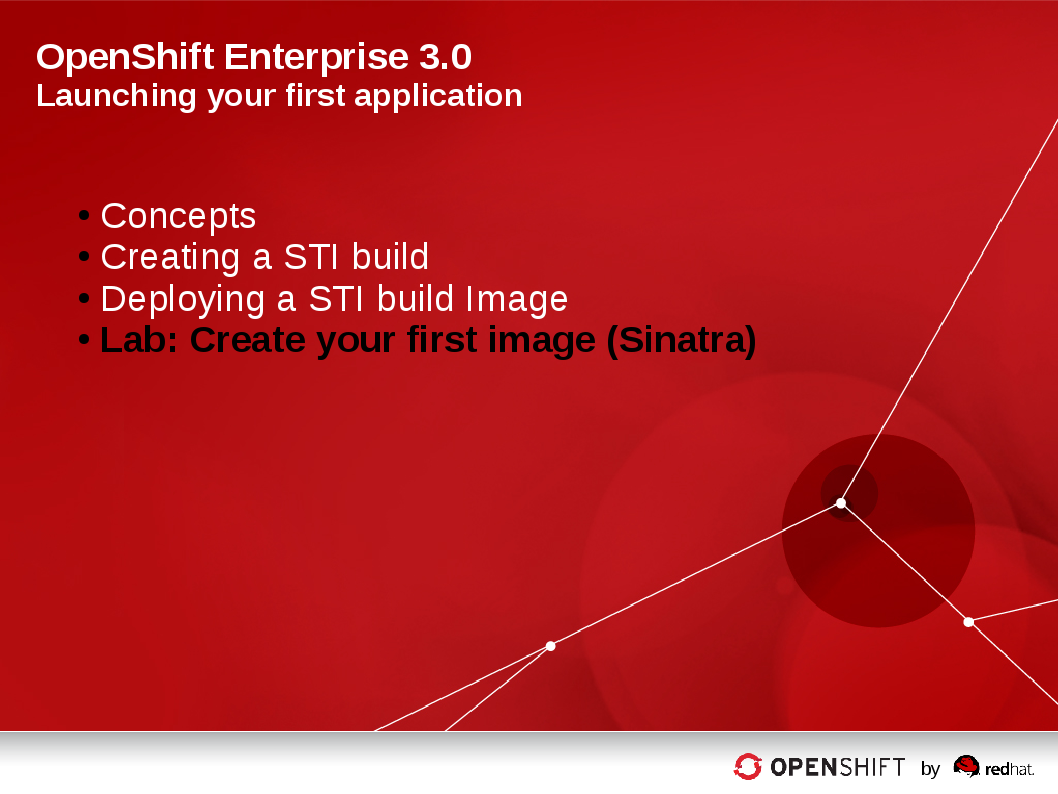 OpenShift Enterprise 3.0
Launching your first application
• Concepts
• Creating a STI build
• Deploying a STI build Image
• Lab: Create your first image (Sinatra)
OPENSHIFT by redhat.